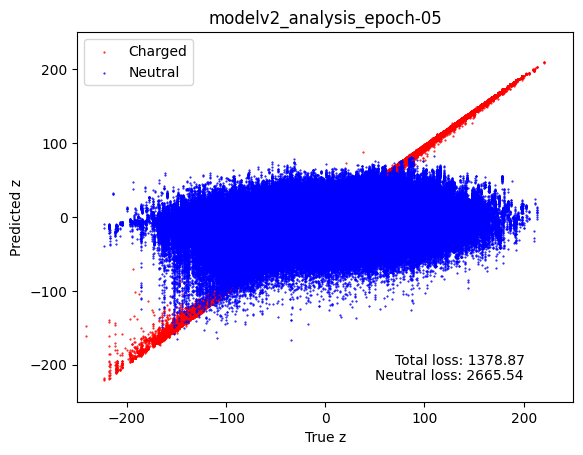 modelv2_analysis_epoch-05
Charged
Neutral
200
100
0
−100
−200
Predicted z
Total loss: 1378.87
Neutral loss: 2665.54
−200
−100
0
100
200
True z